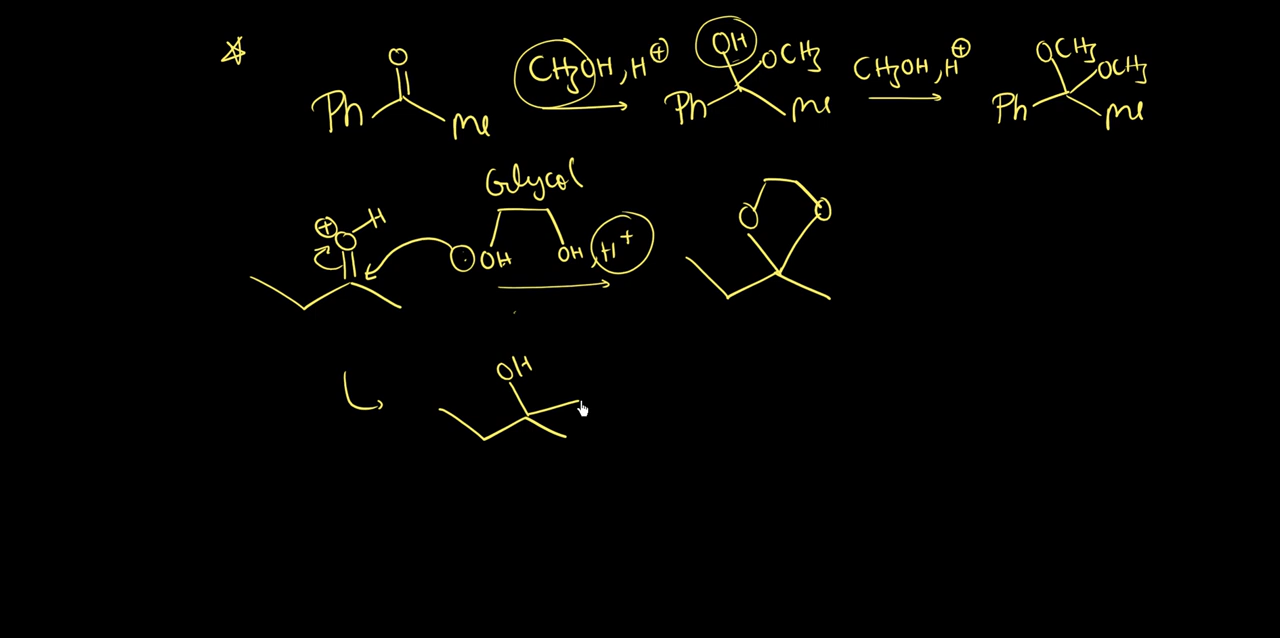 O OH OCH3 OCH3
CH3OH, H⊕ CH3OH, H⊕ OCH3
Ph Me Ph Me Ph Me
Glycol
⊕ O H O O
OH OH, H+
OH